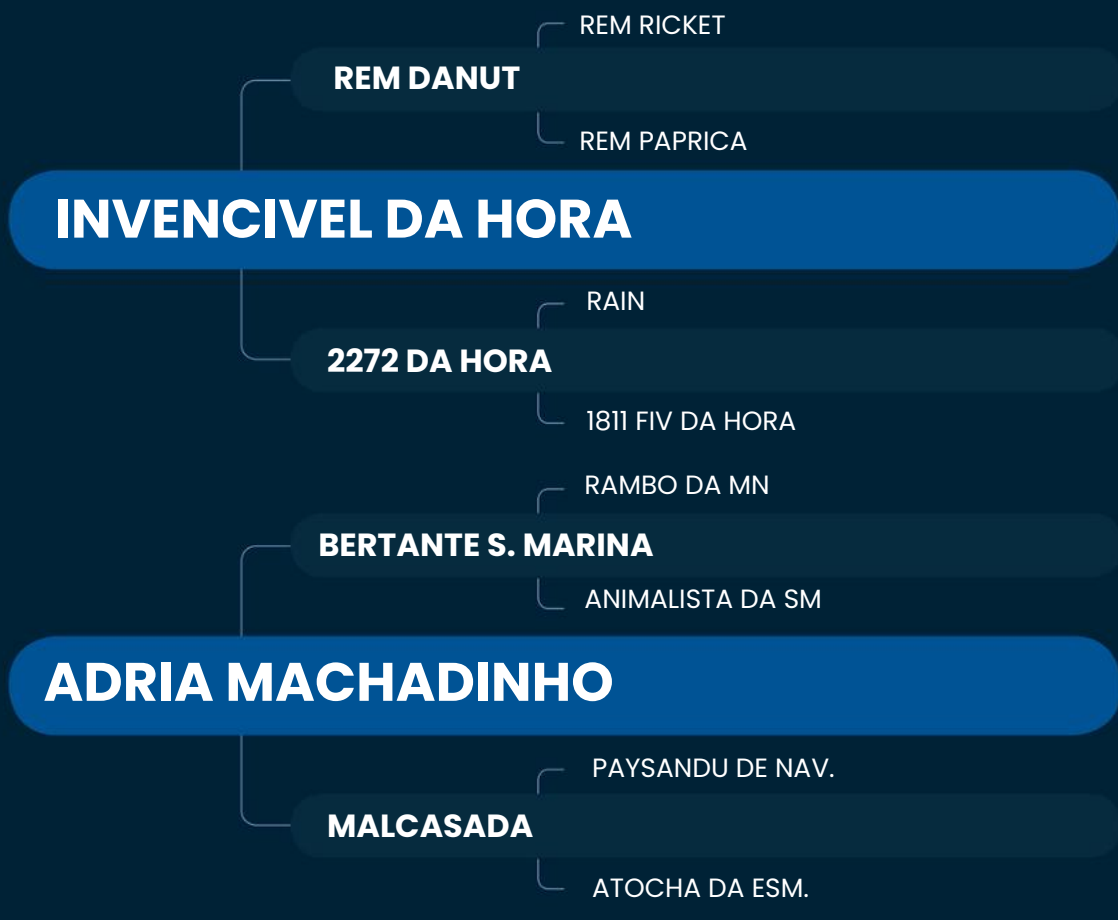 REM RICKET
REM DANUT
REM PAPRICA
INVENCIVEL DA HORA
RAIN
2272 DA HORA
1811 FIV DA HORA
RAMBO DA MN
BERTANTE S. MARINA
ANIMALISTA DA SM
ADRIA MACHADINHO
PAYSANDU DE NAV.
MALCASADA
ATOCHA DA ESM.